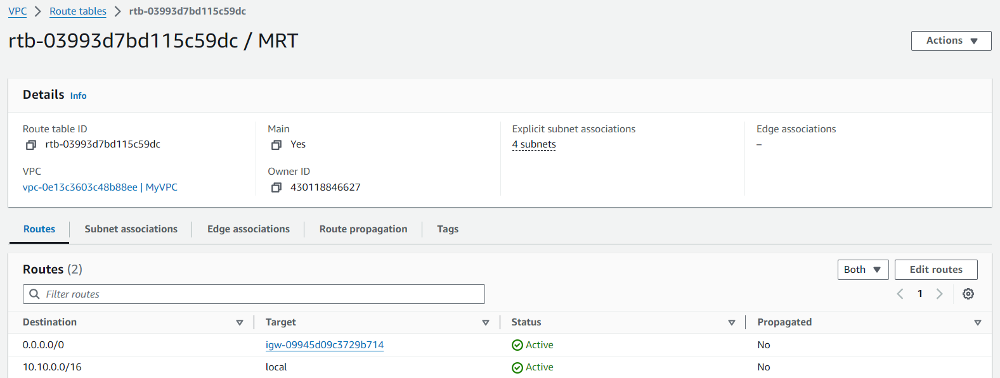 VPC > Route tables > rtb-03993d7bd115c59dc
rtb-03993d7bd115c59dc / MRT
Actions
Details Info
Route table ID
rtb-03993d7bd115c59dc
Main
Yes
Explicit subnet associations
4 subnets
Edge associations
–
VPC
vpc-0e13c3603c48b88ee | MyVPC
Owner ID
430118846627
Routes Subnet associations Edge associations Route propagation Tags
Routes (2)
Both Edit routes
Filter routes
1
Destination Target Status Propagated
0.0.0.0/0 igw-09945d09c3729b714 Active No
10.10.0.0/16 local Active No